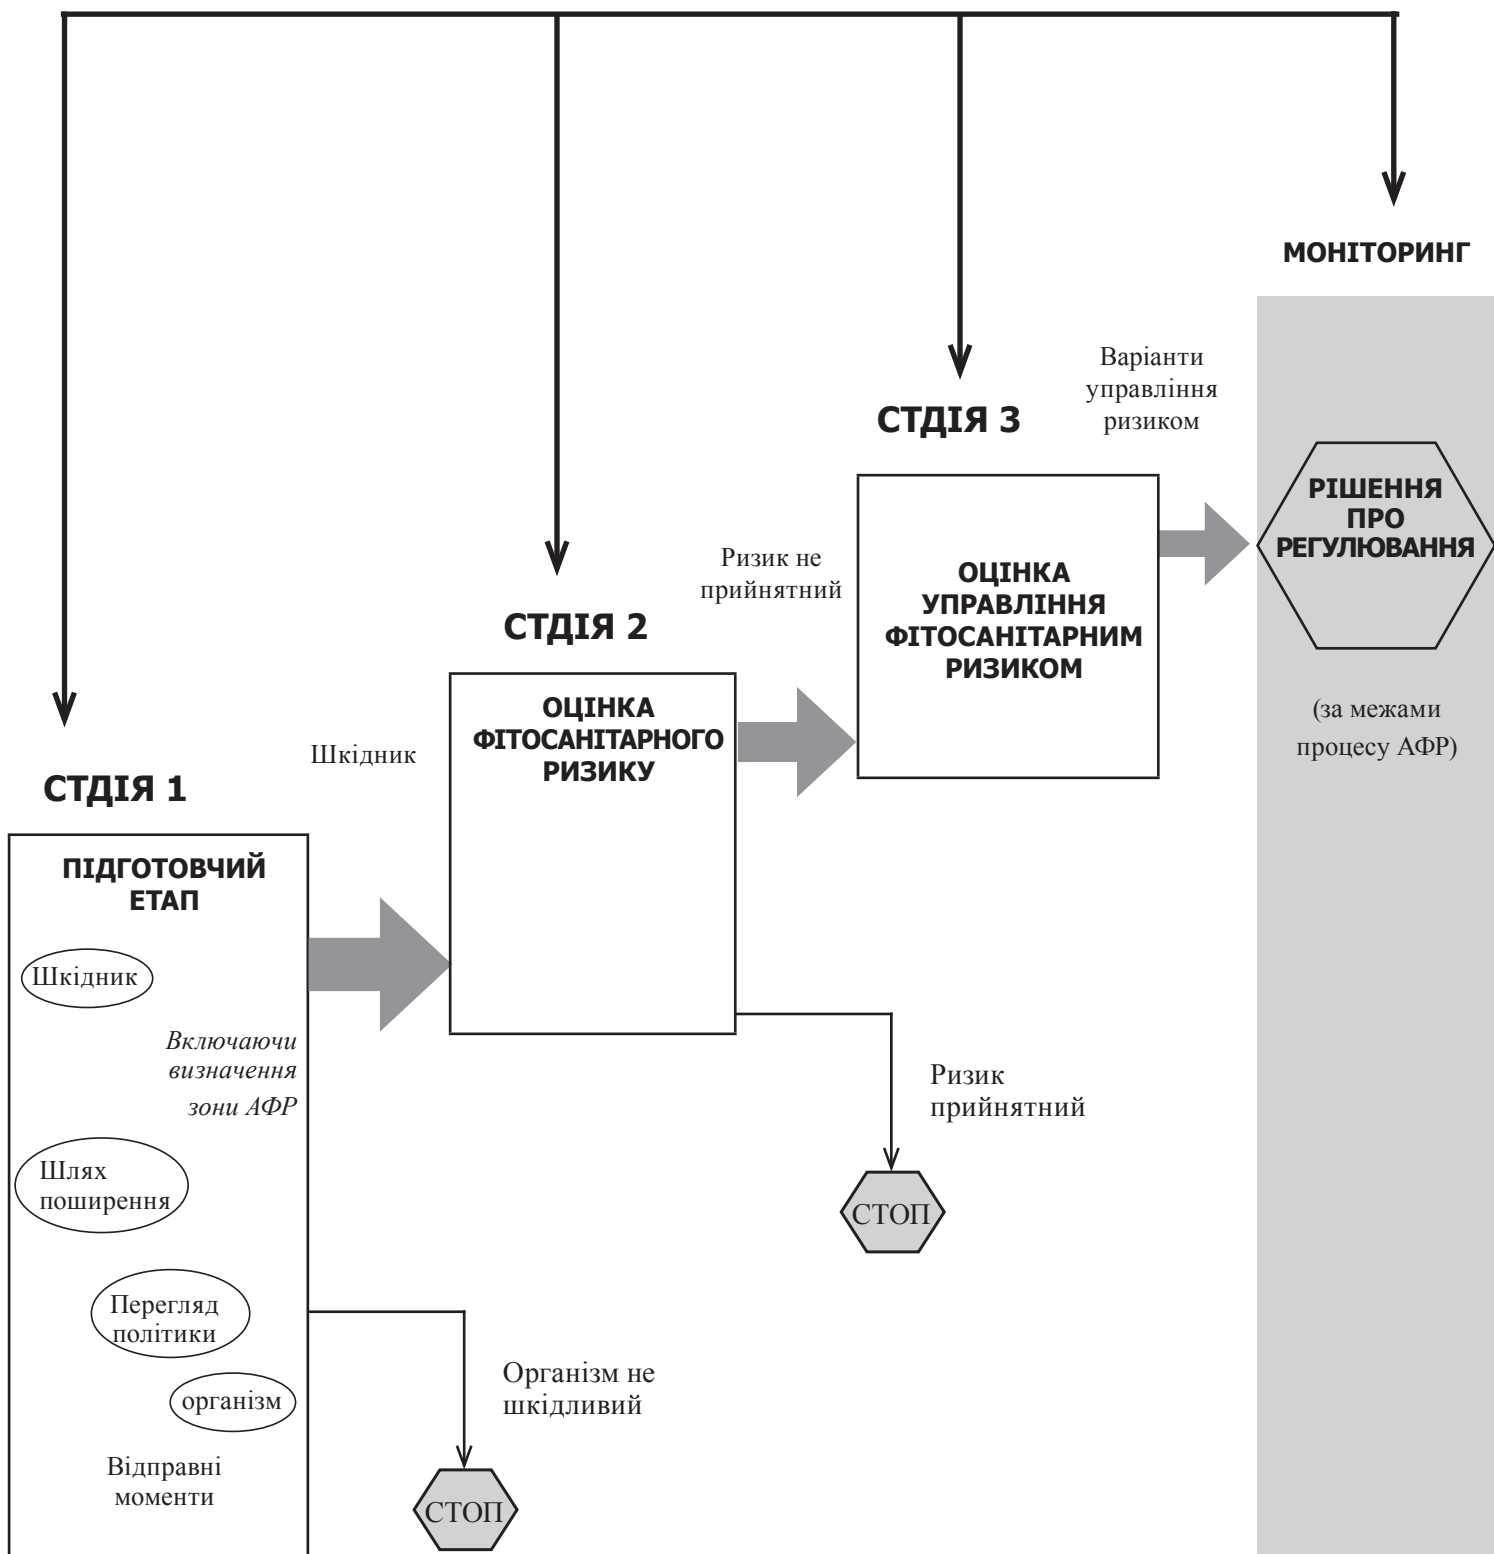 МОНІТОРИНГ
Варіанти
управління
ризиком
СТДІЯ 3
РІШЕННЯ
ПРО
РЕГУЛЮВАННЯ
Ризик не
прийнятний
ОЦІНКА
УПРАВЛІННЯ
ФІТОСАНІТАРНИМ
РИЗИКОМ
СТДІЯ 2
(за межами
процесу АФР)
ОЦІНКА
ФІТОСАНІТАРНОГО
РИЗИКУ
Шкідник
СТДІЯ 1
ПІДГОТОВЧИЙ
ЕТАП
Шкідник
Включаючи
визначення
зони АФР
Ризик
прийнятний
Шлях
поширення
СТОП
Перегляд
політики
Організм не
шкідливий
організм
Відправні
моменти
СТОП